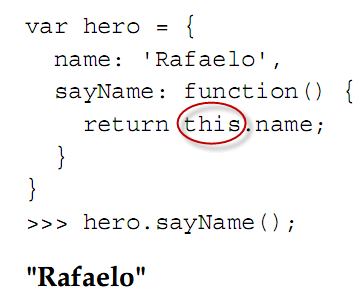 var hero = {
  name: 'Rafaelo',
  sayName: function() {
    return this.name;
  }
}
>>> hero.sayName();
"Rafaelo"